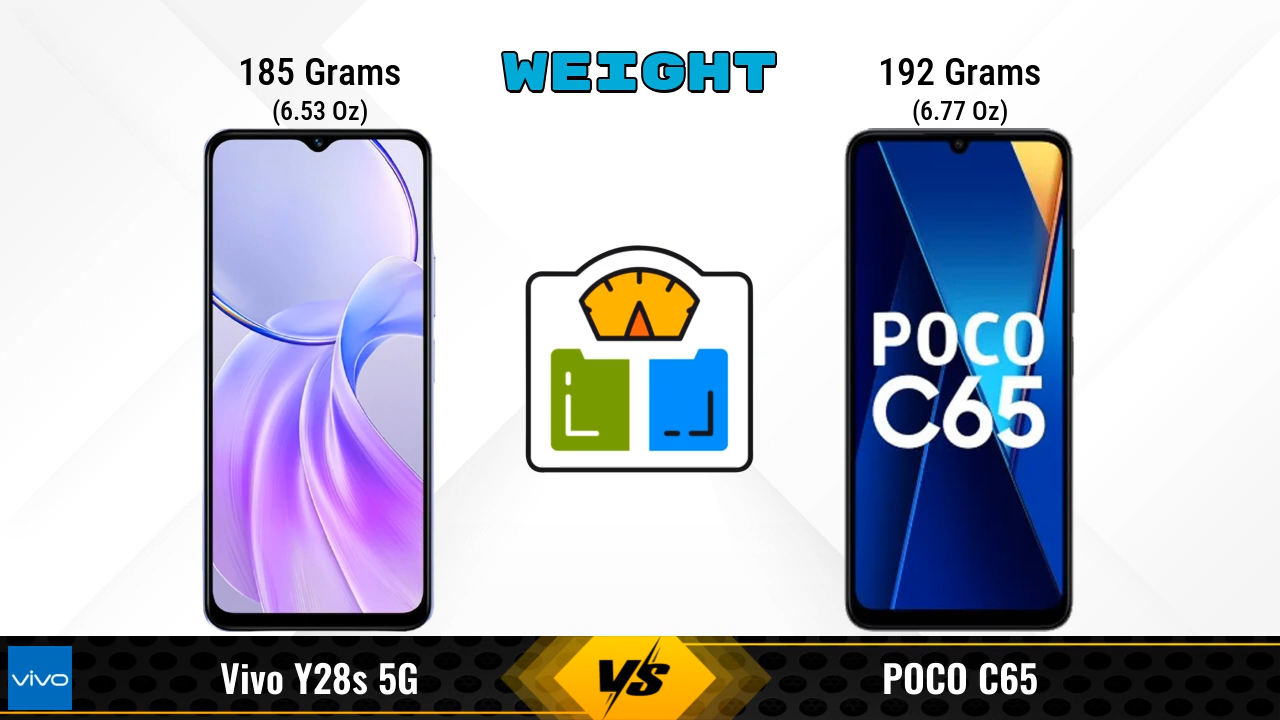 WEIGHT
185 Grams
(6.53 Oz)
192 Grams
(6.77 Oz)
POCO
C65
vivo
Vivo Y28s 5G
VS
POCO C65